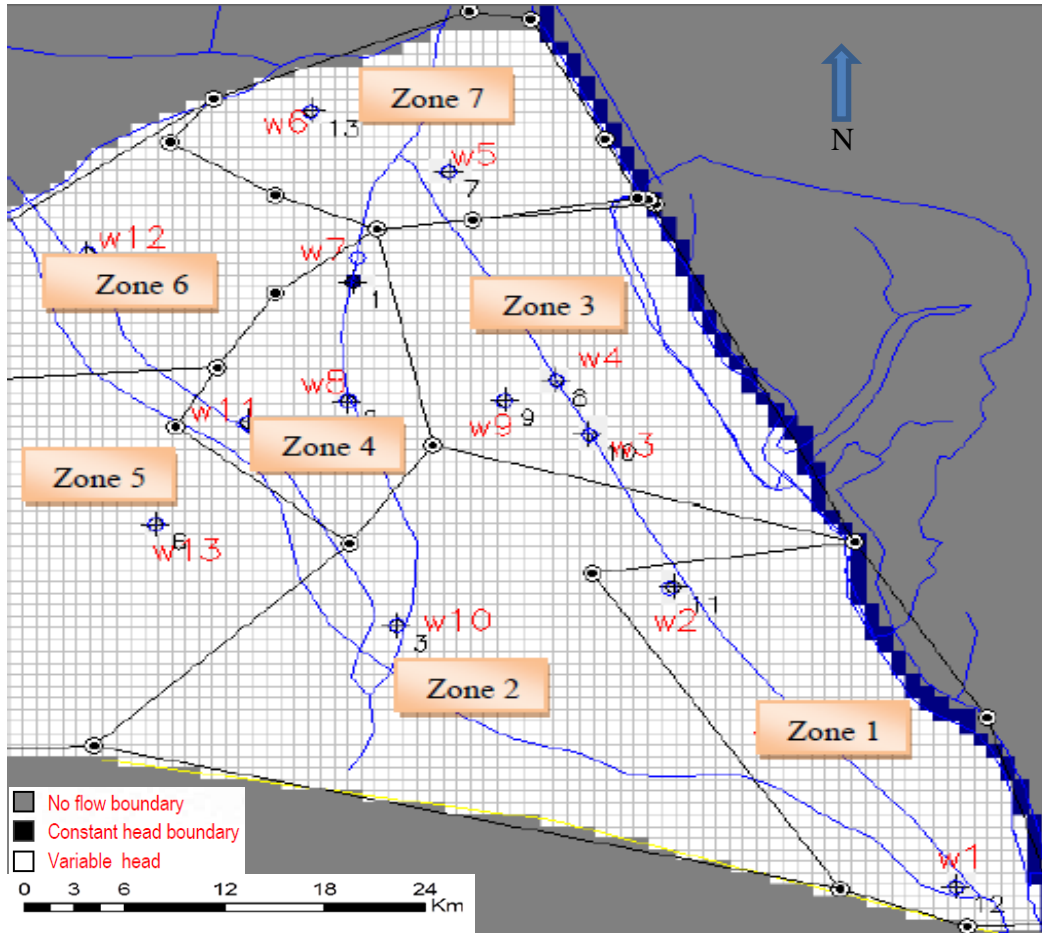 Zone 7
w6
13
w5
7
N
w12
w7
Zone 6
1
Zone 3
w4
w8
8
w11
w9
9
w3
10
Zone 4
Zone 5
w13
11
w2
w10
3
Zone 2
Zone 1
No flow boundary
Constant head boundary
Variable head
w1
12
0 3 6 12 18 24
Km